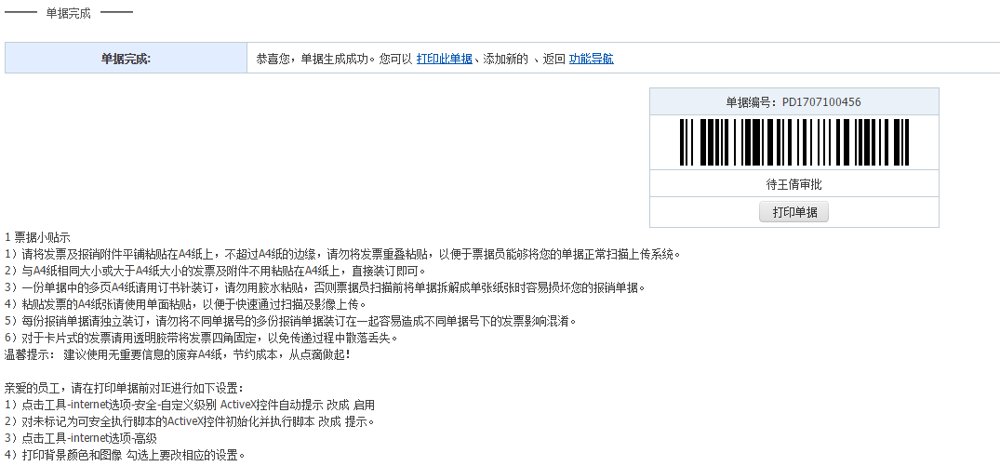 单据完成
单据完成: 恭喜您，单据生成成功。您可以 打印此单据、添加新的 、返回 功能导航
单据编号：PD1707100456
待王倩审批
打印单据
1 票据小贴示
1）请将发票及报销附件平铺粘贴在A4纸上，不超过A4纸的边缘，请勿将发票重叠粘贴，以便于票据员能够将您的单据正常扫描上传系统。
2）与A4纸相同大小或大于A4纸大小的发票及附件不用粘贴在A4纸上，直接装订即可。
3）一份单据中的多页A4纸请用订书针装订，请勿用胶水粘贴，否则票据员扫描前将单据拆解成单张纸张时容易损坏您的报销单据。
4）粘贴发票的A4纸张请使用单面粘贴，以便于快速通过扫描及影像上传。
5）每份报销单据请独立装订，请勿将不同单据号的多份报销单据装订在一起容易造成不同单据号下的发票影响混淆。
6）对于卡片式的发票请用透明胶带将发票四角固定，以免传递过程中散落丢失。
温馨提示： 建议使用无重要信息的废弃A4纸，节约成本，从点滴做起！
亲爱的员工，请在打印单据前对IE进行如下设置：
1）点击工具-internet选项-安全-自定义级别 ActiveX控件自动提示 改成 启用
2）对未标记为可安全执行脚本的ActiveX控件初始化并执行脚本 改成 提示。
3）点击工具-internet选项-高级
4）打印背景颜色和图像 勾选上要改相应的设置。